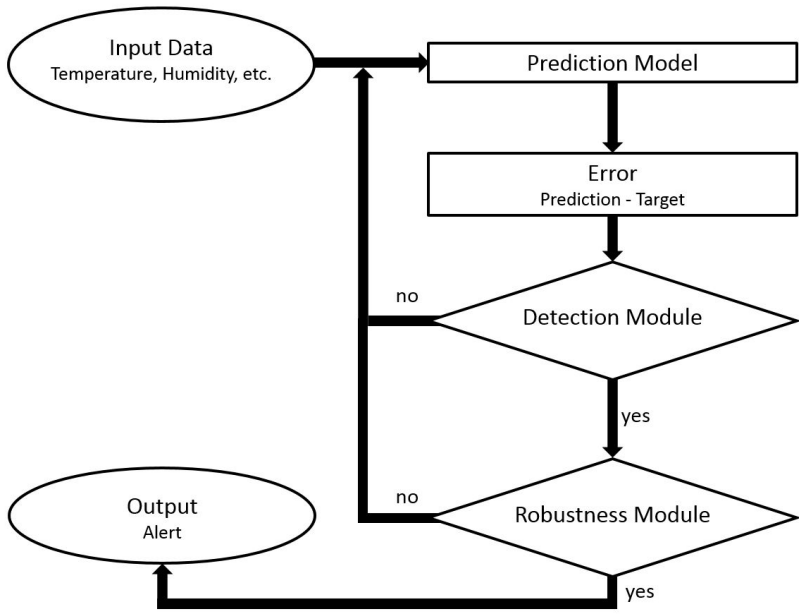 Input Data
Temperature, Humidity, etc.
Prediction Model
Error
Prediction - Target
no
Detection Module
yes
no
Robustness Module
yes
Output
Alert